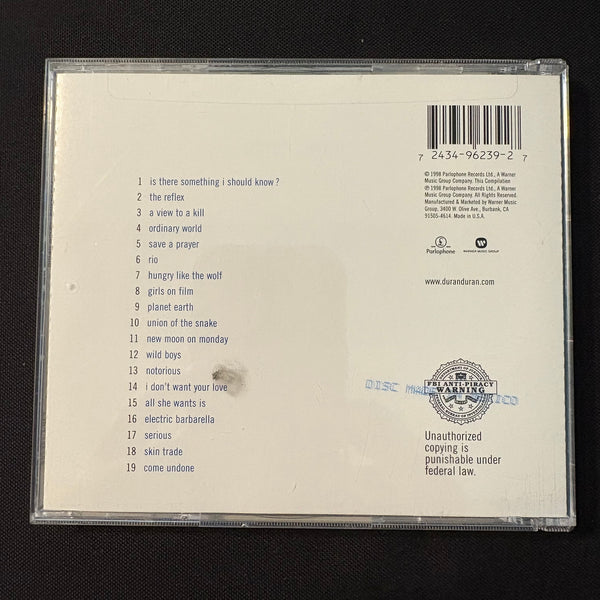 7 24434-96239-2 7
© 1998 Parlophone Records Ltd., A Warner
Music Group Company. This Compilation
℗ 1998 Parlophone Records Ltd., A Warner
Music Group Company. All Rights Reserved.
Manufactured & Marketed by Warner Music
Group, 3400 W. Olive Ave., Burbank, CA
91505-4614. Made in U.S.A.
Parlophone
WARNER MUSIC GROUP
www.duranduran.com
1 is there something i should know?
2 the reflex
3 a view to a kill
4 ordinary world
5 save a prayer
6 rio
7 hungry like the wolf
8 girls on film
9 planet earth
10 union of the snake
11 new moon on monday
12 wild boys
13 notorious
14 i don't want your love
15 all she wants is
16 electric barbarella
17 serious
18 skin trade
19 come undone
DISC MADE
FBI ANTI-PIRACY
WARNING
Unauthorized
copying is
punishable under
federal law.